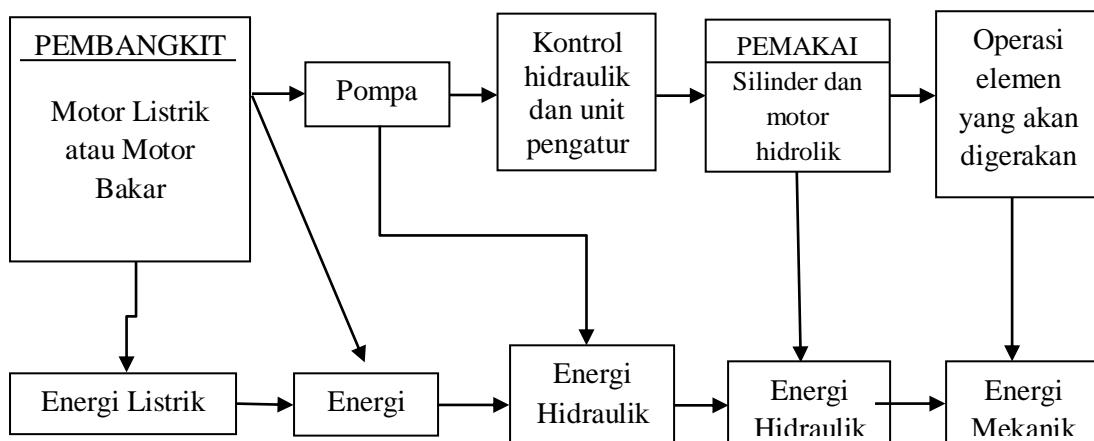 PEMBANGKIT
Motor Listrik
atau Motor
Bakar
Pompa
Kontrol
hidraulik
dan unit
pengatur
PEMAKAI
Silinder dan
motor
hidrolik
Operasi
elemen
yang akan
digerakan
Energi Listrik
Energi
Energi
Hidraulik
Energi
Hidraulik
Energi
Mekanik